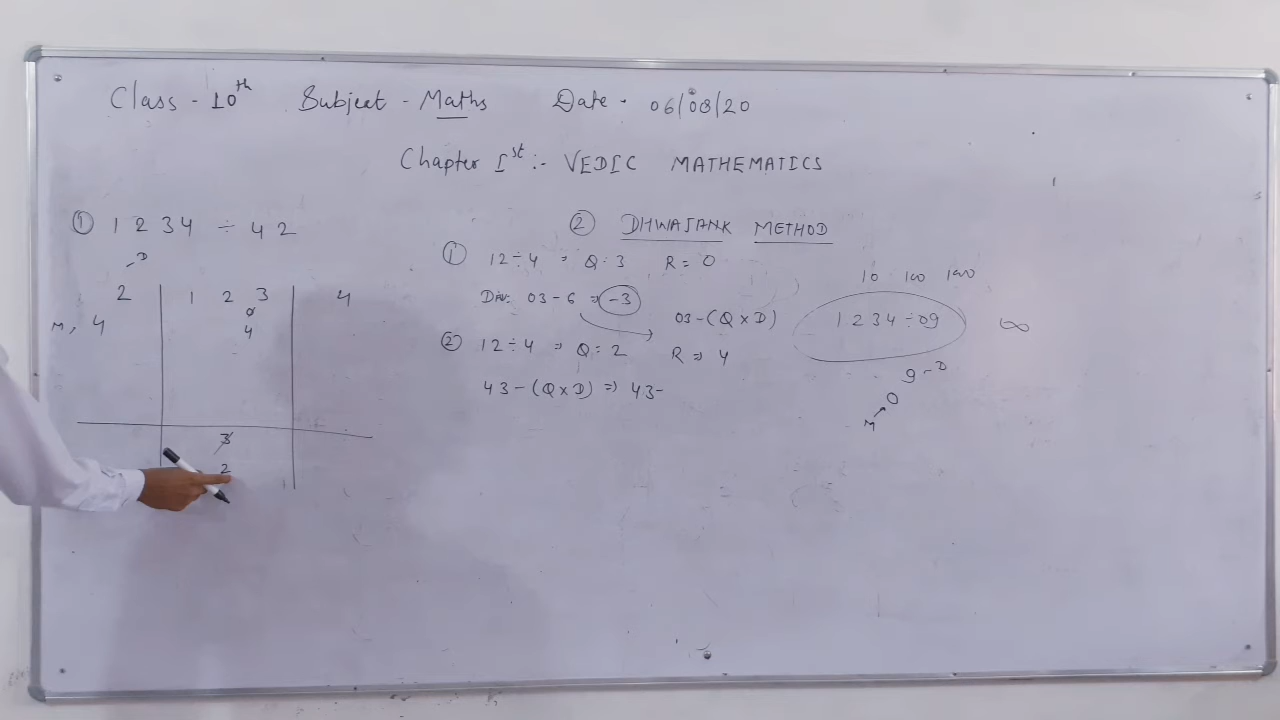 Class - 10th Subject - Maths Date - 06/08/20
Chapter Ist :- VEDIC MATHEMATICS
① 1 2 3 4 ÷ 4 2
D
2 1 2 3 4
M, 4
0
4
3
2
② DHWAJANK METHOD
① 12 ÷ 4 = Q : 3 R = 0
Div: 03 - 6 => -3
03 - (Q x D)
② 12 ÷ 4 => Q : 2 R => 4
43 - (Q x D) => 43 -
10 100 1000
1 2 3 4 ÷ 09 ∞
9 - D
0
M